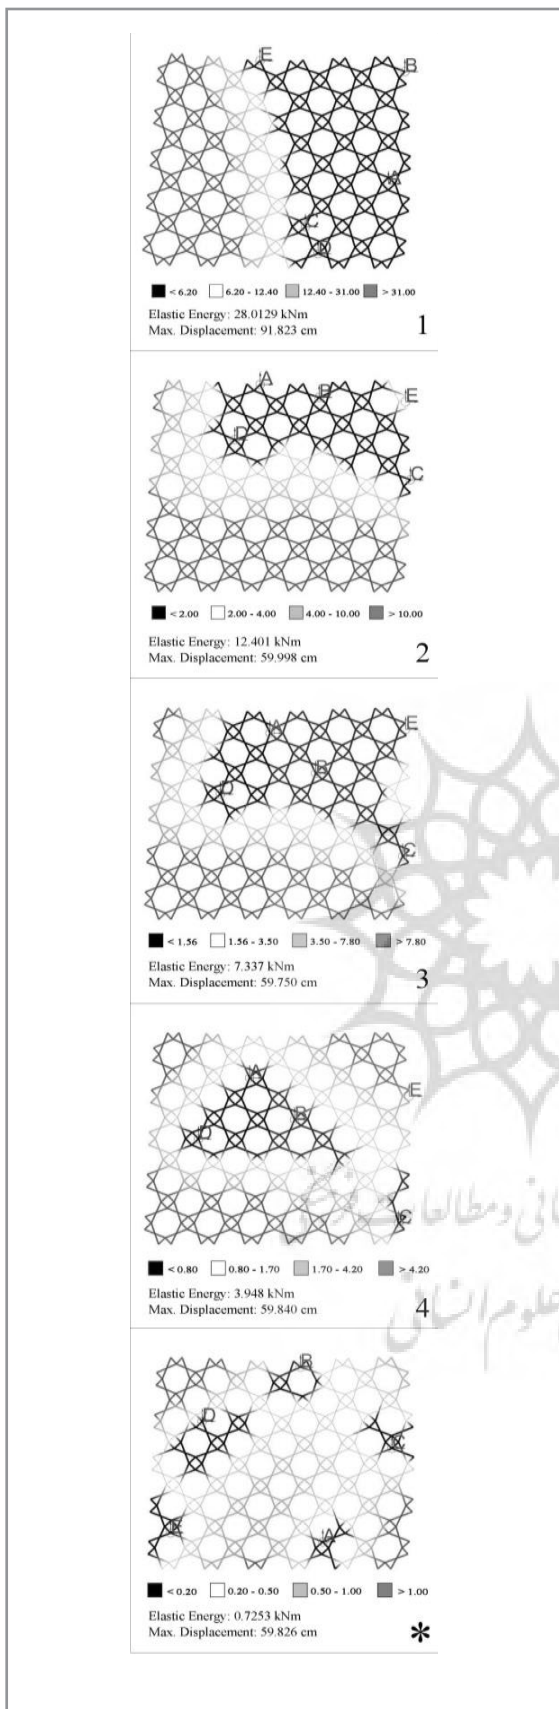 E
B
A
C
D
< 6.20 6.20 - 12.40 12.40 - 31.00 > 31.00
Elastic Energy: 28.0129 kNm
Max. Displacement: 91.823 cm
1
A
B
E
D
C
< 2.00 2.00 - 4.00 4.00 - 10.00 > 10.00
Elastic Energy: 12.401 kNm
Max. Displacement: 59.998 cm
2
A
E
B
D
C
< 1.56 1.56 - 3.50 3.50 - 7.80 > 7.80
Elastic Energy: 7.337 kNm
Max. Displacement: 59.750 cm
3
A
E
B
D
C
< 0.80 0.80 - 1.70 1.70 - 4.20 > 4.20
Elastic Energy: 3.948 kNm
Max. Displacement: 59.840 cm
4
B
D
C
E
A
< 0.20 0.20 - 0.50 0.50 - 1.00 > 1.00
Elastic Energy: 0.7253 kNm
Max. Displacement: 59.826 cm
*
و مطالعات
علوم انسانی